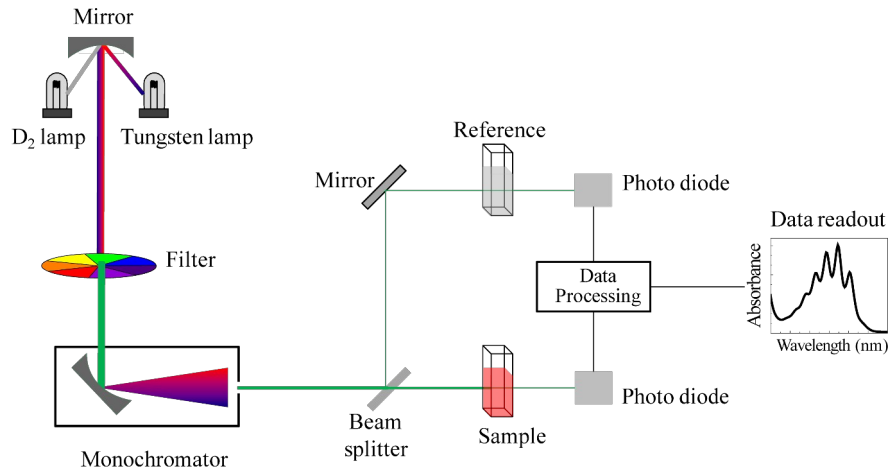 Mirror
D₂ lamp
Tungsten lamp
Filter
Monochromator
Beam
splitter
Mirror
Reference
Sample
Photo diode
Data
Processing
Photo diode
Data readout
Absorbance
Wavelength (nm)